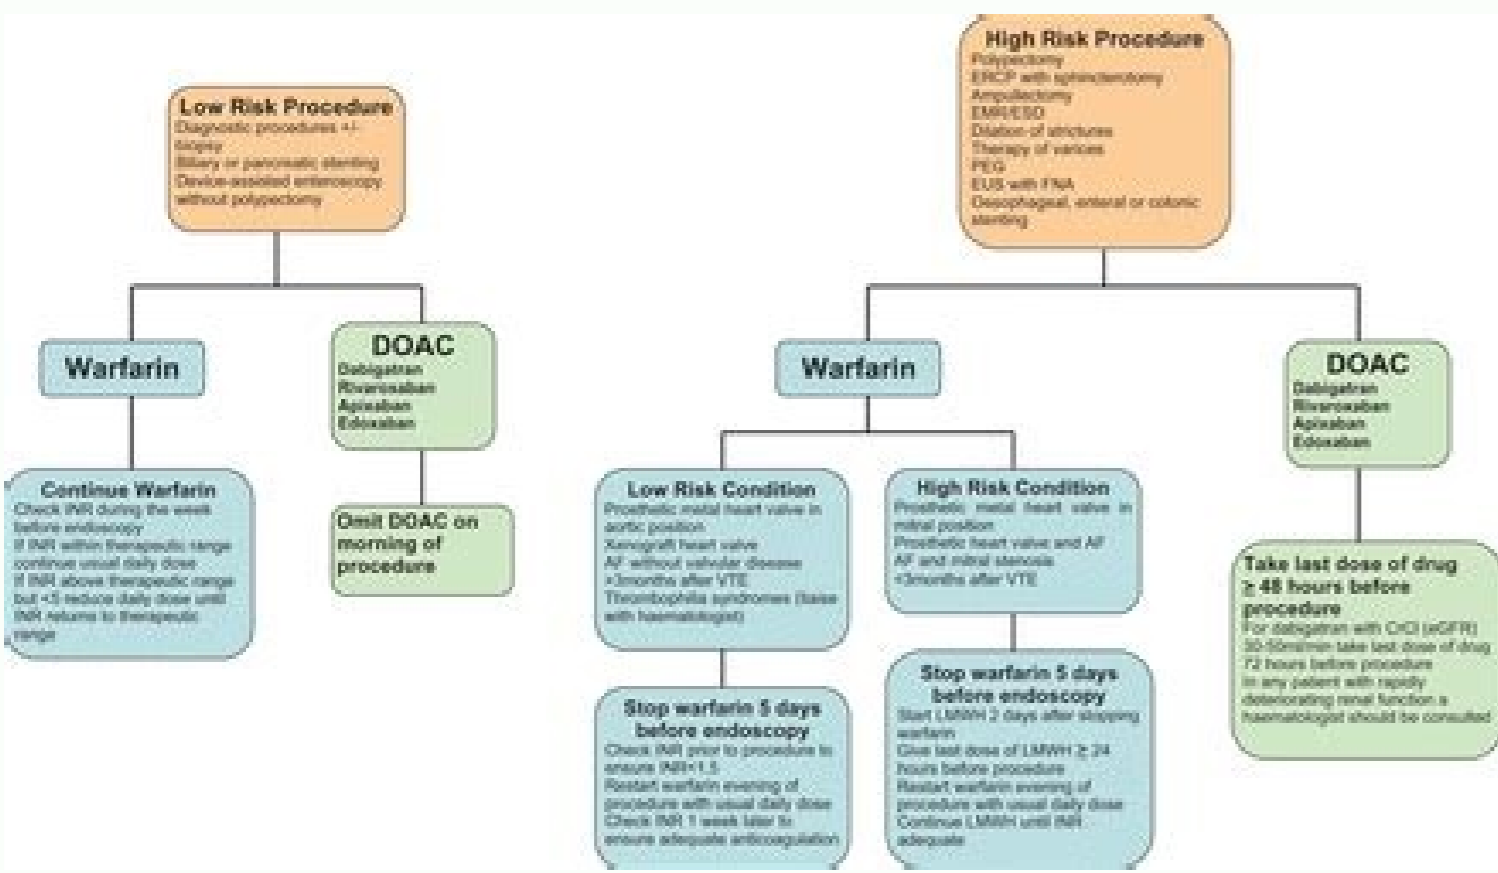 Low Risk Procedure
Diagnostic procedures +/-
biopsy
Biliary or pancreatic stenting
Device-assisted enteroscopy
without polypectomy
Warfarin
DOAC
Dabigatran
Rivaroxaban
Apixaban
Edoxaban
Continue Warfarin
Check INR during the week
before endoscopy
If INR within therapeutic range
continue usual daily dose
If INR above therapeutic range
but <5 reduce daily dose until
INR returns to therapeutic
range
Omit DOAC on
morning of
procedure
High Risk Procedure
Polypectomy
ERCP with sphincterotomy
Ampullectomy
EMR/ESD
Dilation of strictures
Therapy of varices
PEG
EUS with FNA
Oesophageal, enteral or colonic
stenting
Warfarin
Low Risk Condition
Prosthetic metal heart valve in
aortic position
Xenograft heart valve
AF without valvular disease
>3months after VTE
Thrombophilia syndromes (liaise
with haematologist)
Stop warfarin 5 days
before endoscopy
Check INR prior to procedure to
ensure INR<1.5
Restart warfarin evening of
procedure with usual daily dose
Check INR 1 week later to
ensure adequate anticoagulation
High Risk Condition
Prosthetic metal heart valve in
mitral position
Prosthetic heart valve and AF
AF and mitral stenosis
<3months after VTE
Stop warfarin 5 days
before endoscopy
Start LMWH 2 days after stopping
warfarin
Give last dose of LMWH ≥ 24
hours before procedure
Restart warfarin evening of
procedure with usual daily dose
Continue LMWH until INR
adequate
DOAC
Dabigatran
Rivaroxaban
Apixaban
Edoxaban
Take last dose of drug
≥ 48 hours before
procedure
For dabigatran with CrCl (eGFR)
30-50ml/min take last dose of drug
72 hours before procedure
In any patient with rapidly
deteriorating renal function a
haematologist should be consulted